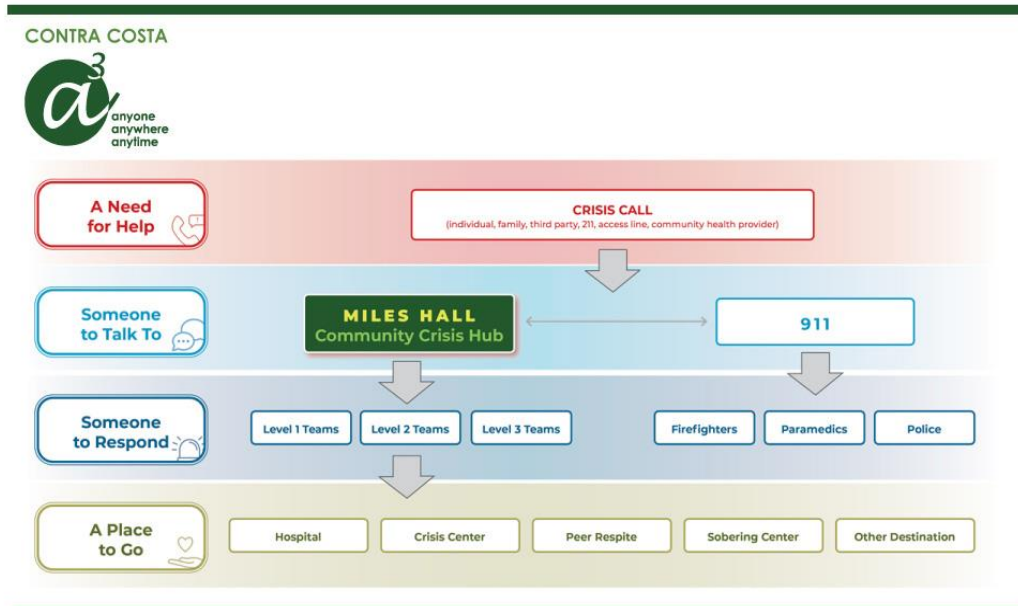 CONTRA COSTA
a3
anyone
anywhere
anytime
A Need
for Help
CRISIS CALL
(individual, family, third party, 211, access line, community health provider)
Someone
to Talk To
MILES HALL
Community Crisis Hub
911
Someone
to Respond
Level 1 Teams
Level 2 Teams
Level 3 Teams
Firefighters
Paramedics
Police
A Place
to Go
Hospital
Crisis Center
Peer Respite
Sobering Center
Other Destination